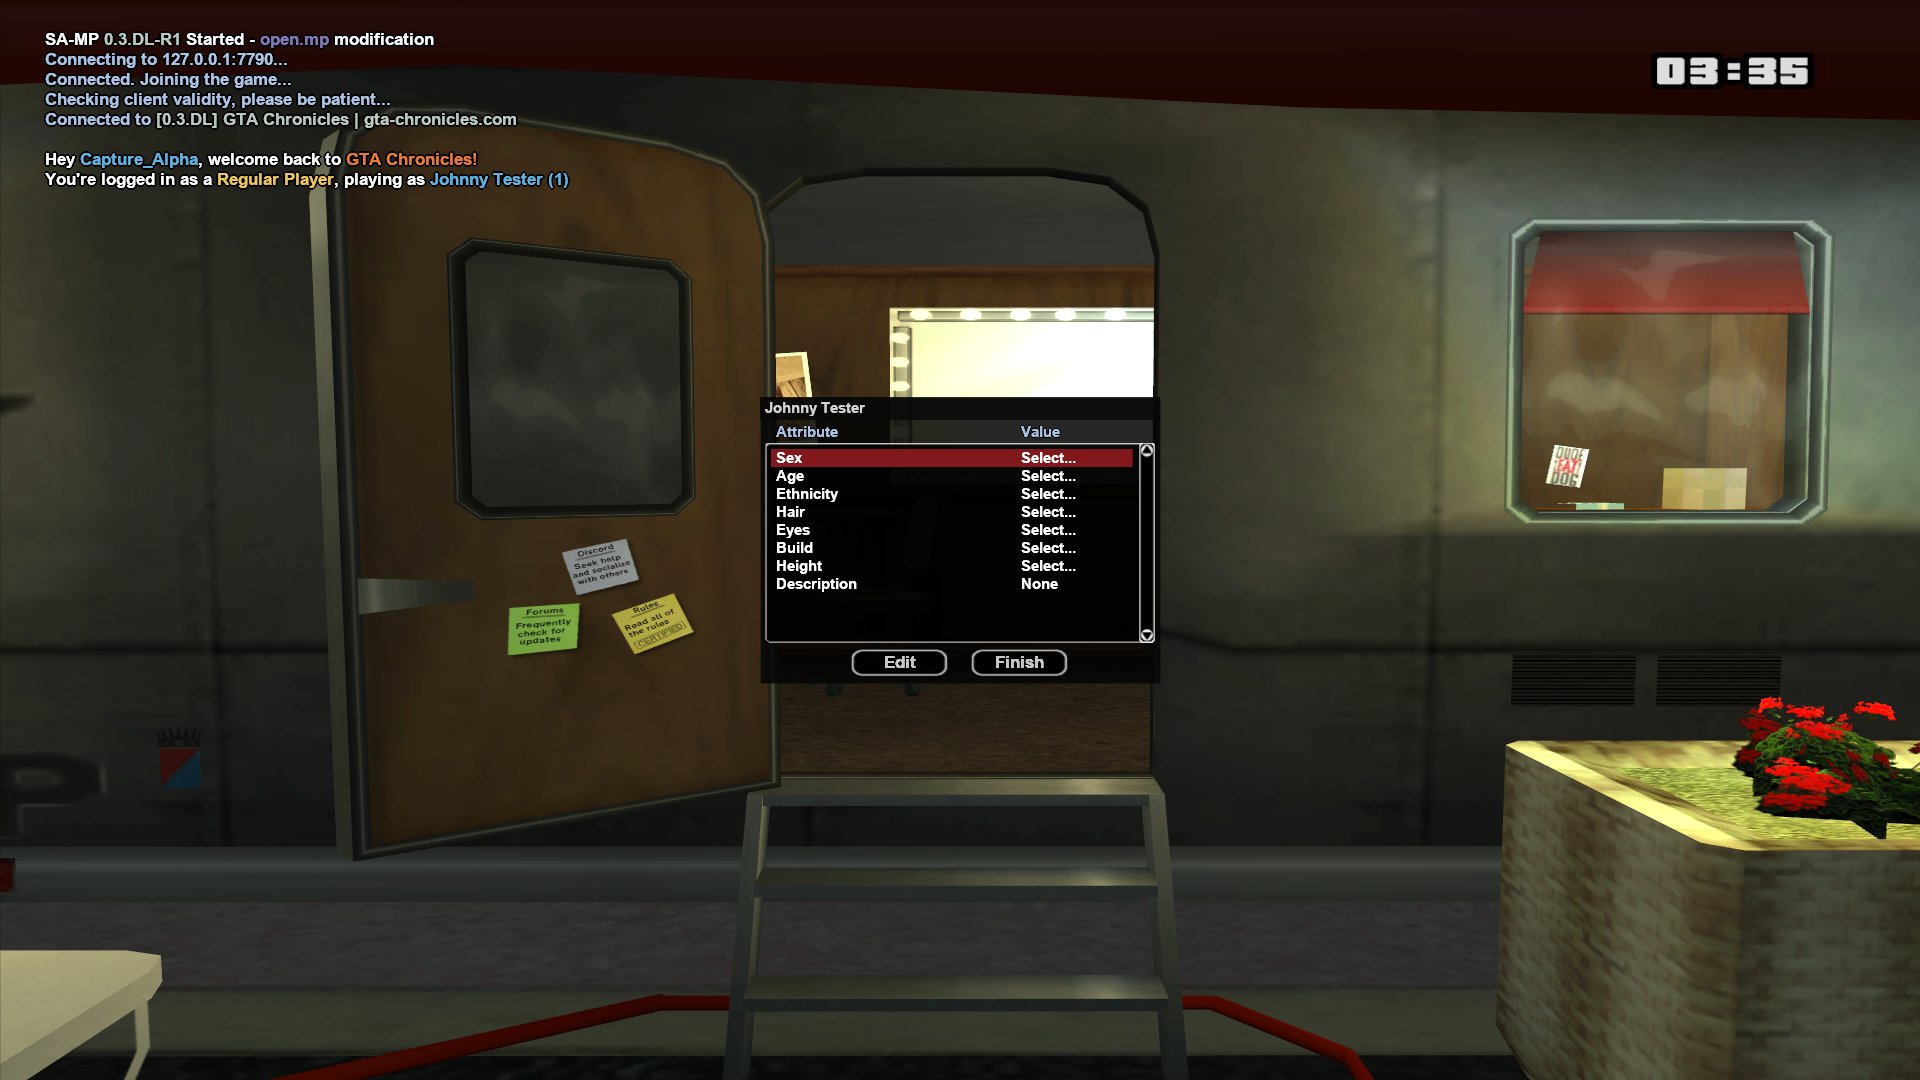 SA-MP 0.3.DL-R1 Started - open.mp modification
Connecting to 127.0.0.1:7790...
Connected. Joining the game...
Checking client validity, please be patient...
Connected to [0.3.DL] GTA Chronicles | gta-chronicles.com
Hey Capture_Alpha, welcome back to GTA Chronicles!
You're logged in as a Regular Player, playing as Johnny Tester (1)
03:35
Johnny Tester
Attribute Value
Sex Select...
Age Select...
Ethnicity Select...
Hair Select...
Eyes Select...
Build Select...
Height Select...
Description None
Edit Finish
Discord
Seek help
and socialize
with others
Forums
Frequently
check for
updates
Rules
Read all of
the rules
CERTIFIED
DUDE
¡EAT!
DOG